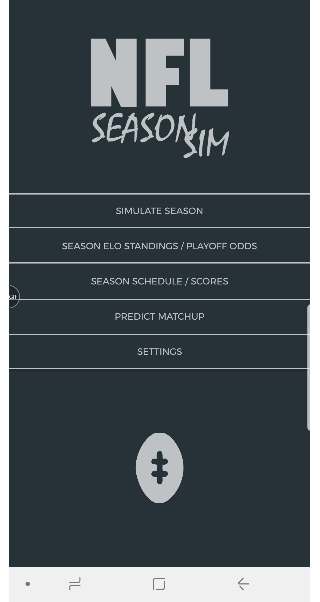 NFL
SEASON
SIM
SIMULATE SEASON
SEASON ELO STANDINGS / PLAYOFF ODDS
SEASON SCHEDULE / SCORES
PREDICT MATCHUP
SETTINGS